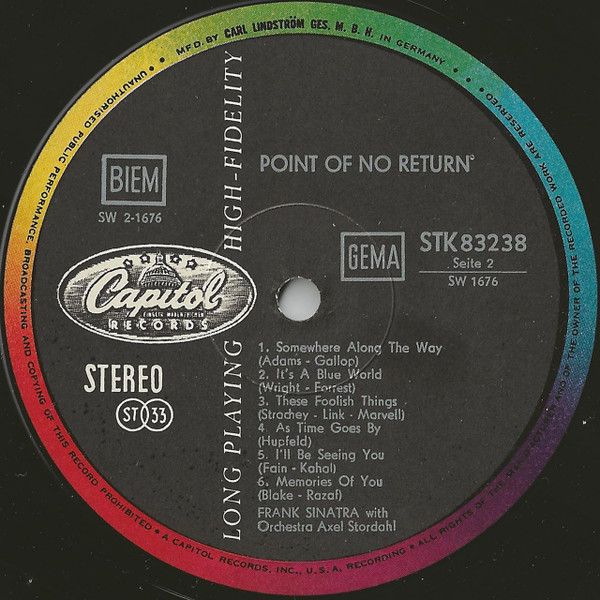 MFD. BY CARL LINDSTRÖM GES. M. B. H. IN GERMANY
UNAUTHORISED PUBLIC PERFORMANCE, BROADCASTING AND COPYING OF THIS RECORD PROHIBITED • A CAPITOL RECORDS, INC., U.S.A. RECORDING • ALL RIGHTS OF THE MANUFACTURER AND OF THE OWNER OF THE RECORDED WORK ARE RESERVED
LONG PLAYING HIGH-FIDELITY
POINT OF NO RETURN
BIEM
SW 2-1676
GEMA
STK 83238
Seite 2
SW 1676
Capitol
RECORDS
STEREO
ST 33
1. Somewhere Along The Way
(Adams - Gallop)
2. It's A Blue World
(Wright - Forrest)
3. These Foolish Things
(Strachey - Link - Marvell)
4. As Time Goes By
(Hupfeld)
5. I'll Be Seeing You
(Fain - Kahal)
6. Memories Of You
(Blake - Razaf)
FRANK SINATRA with
Orchestra Axel Stordahl